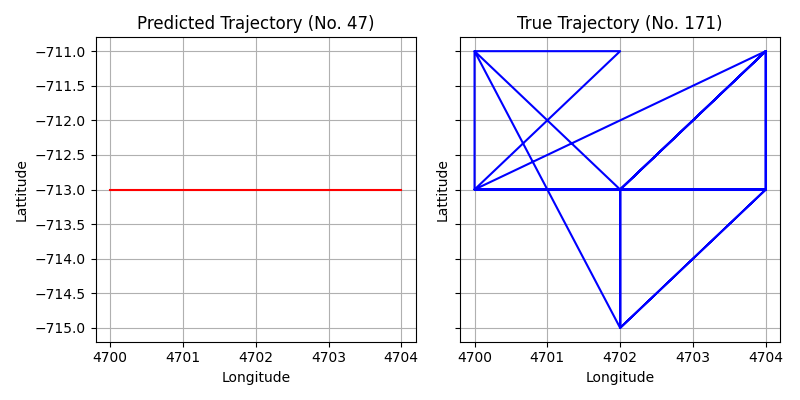 Predicted Trajectory (No. 47)
True Trajectory (No. 171)
−711.0
−711.5
−712.0
−712.5
−713.0
−713.5
−714.0
−714.5
−715.0
Lattitude
Lattitude
4700 4701 4702 4703 4704
4700 4701 4702 4703 4704
Longitude
Longitude